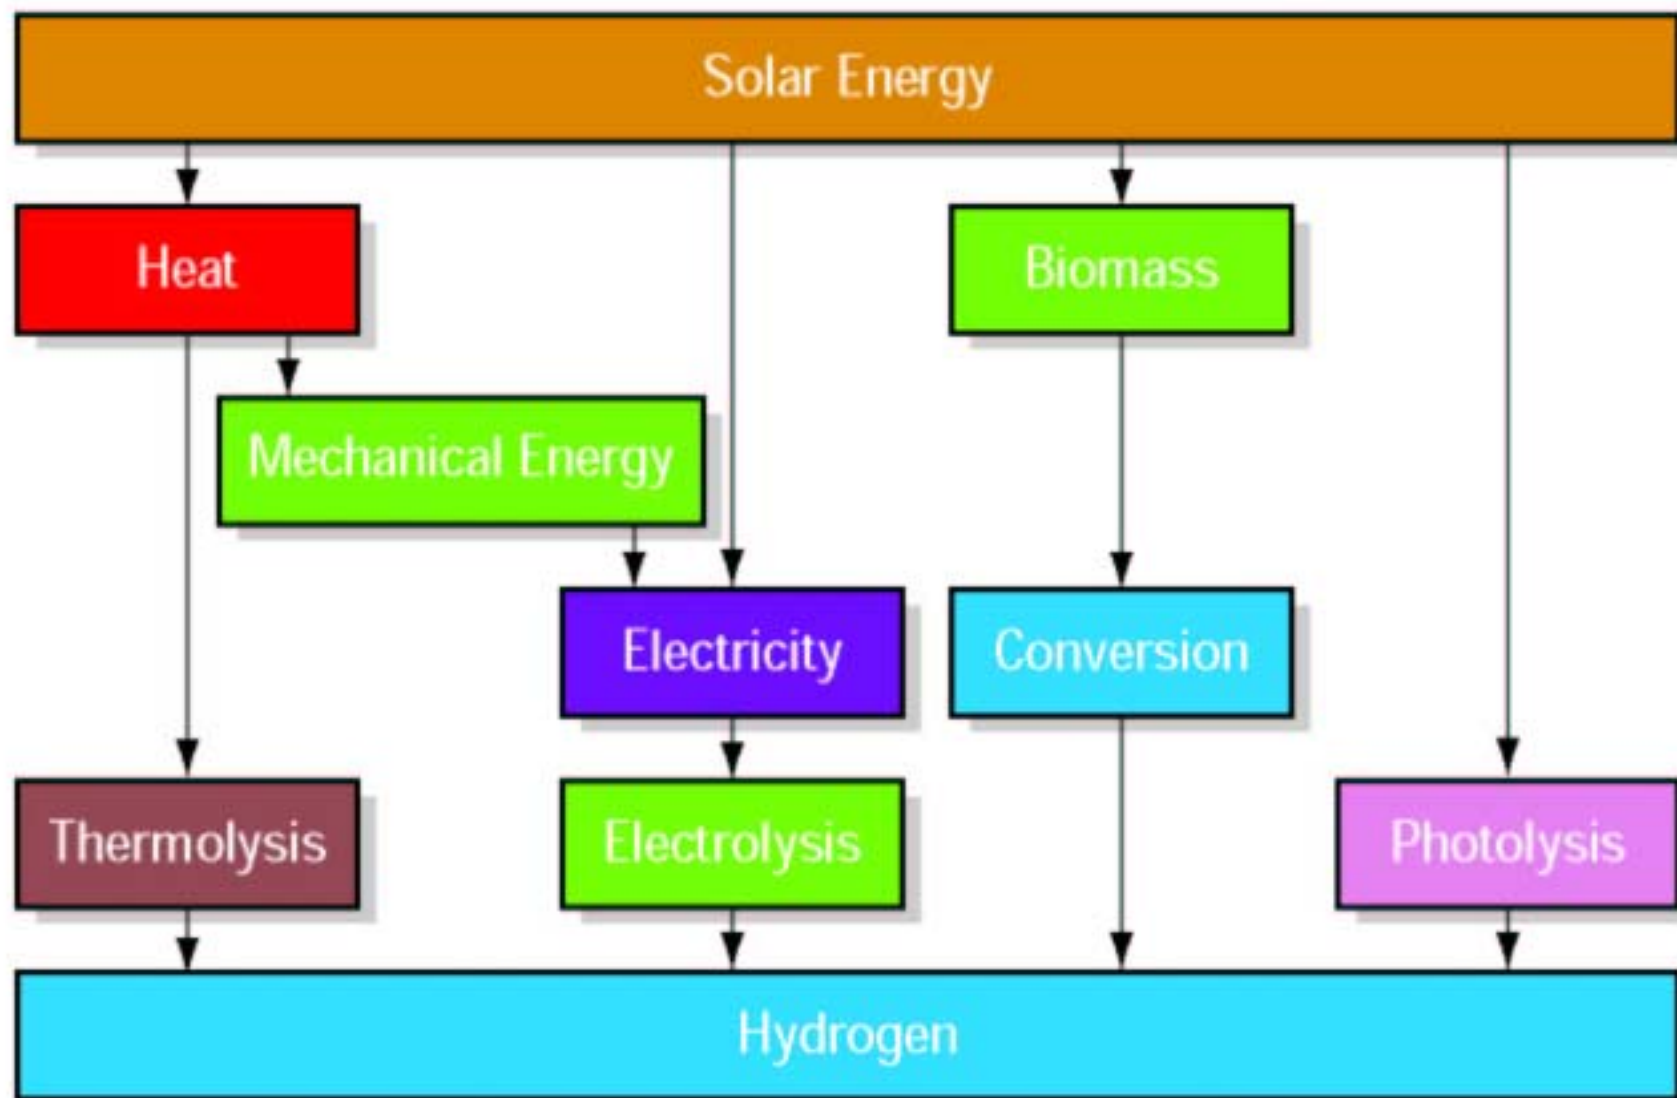 Solar Energy
Heat
Biomass
Mechanical Energy
Electricity
Conversion
Thermolysis
Electrolysis
Photolysis
Hydrogen